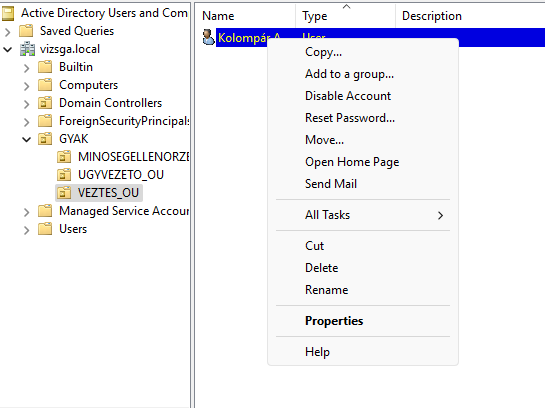 Active Directory Users and Com
Saved Queries
vizsga.local
Builtin
Computers
Domain Controllers
ForeignSecurityPrincipals
GYAK
MINOSEGELLENORZE
UGYVEZETO_OU
VEZTES_OU
Managed Service Accour
Users
Name Type Description
Kolompár A User
Copy...
Add to a group...
Disable Account
Reset Password...
Move...
Open Home Page
Send Mail
All Tasks
Cut
Delete
Rename
Properties
Help